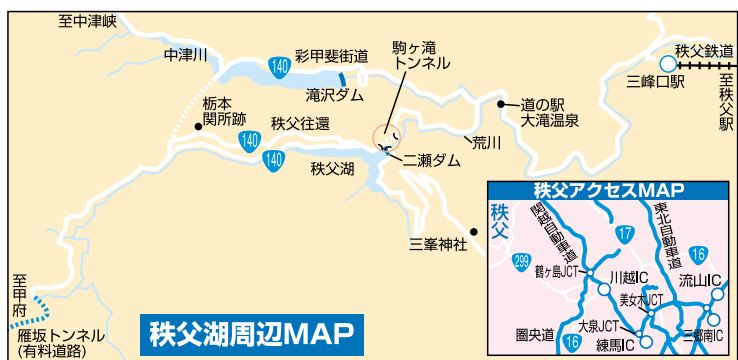 至中津峡
中津川
彩甲斐街道
140
滝沢ダム
駒ヶ滝
トンネル
秩父鉄道
三峰口駅
至秩父駅
栃本
関所跡
秩父往還
140
140
秩父湖
二瀬ダム
荒川
道の駅
大滝温泉
三峯神社
至甲府
雁坂トンネル
(有料道路)
秩父湖周辺MAP
秩父アクセスMAP
秩父
関越自動車道
東北自動車道
17
16
299
鶴ヶ島JCT
川越IC
流山IC
美女木JCT
大泉JCT
圏央道
16
練馬IC
三郷南IC